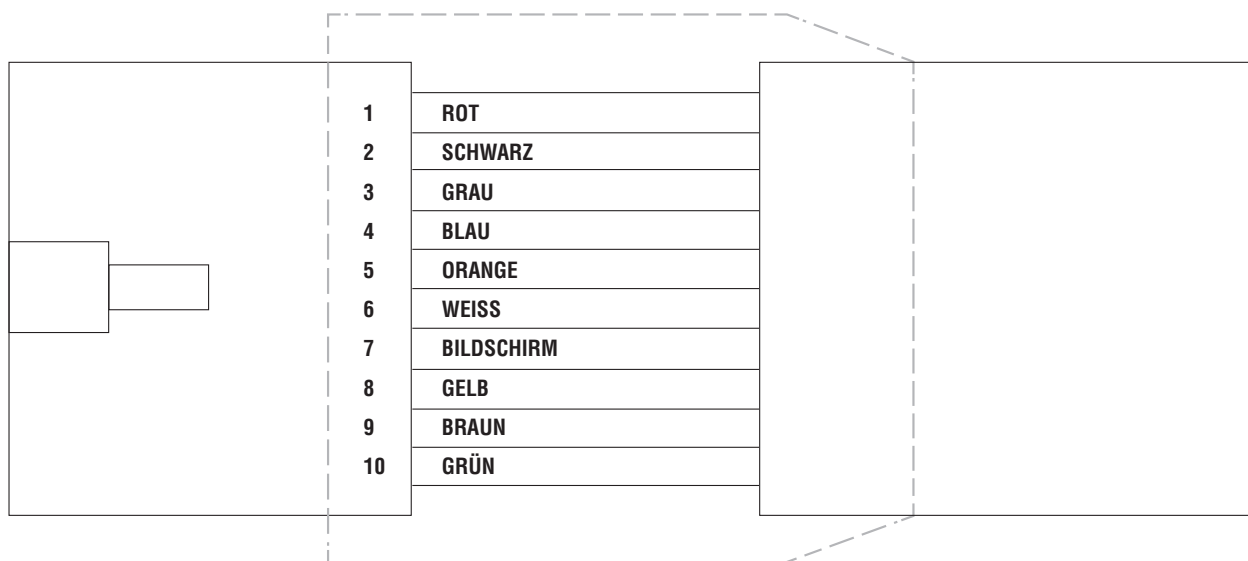 1 ROT
2 SCHWARZ
3 GRAU
4 BLAU
5 ORANGE
6 WEISS
7 BILDSCHIRM
8 GELB
9 BRAUN
10 GRÜN